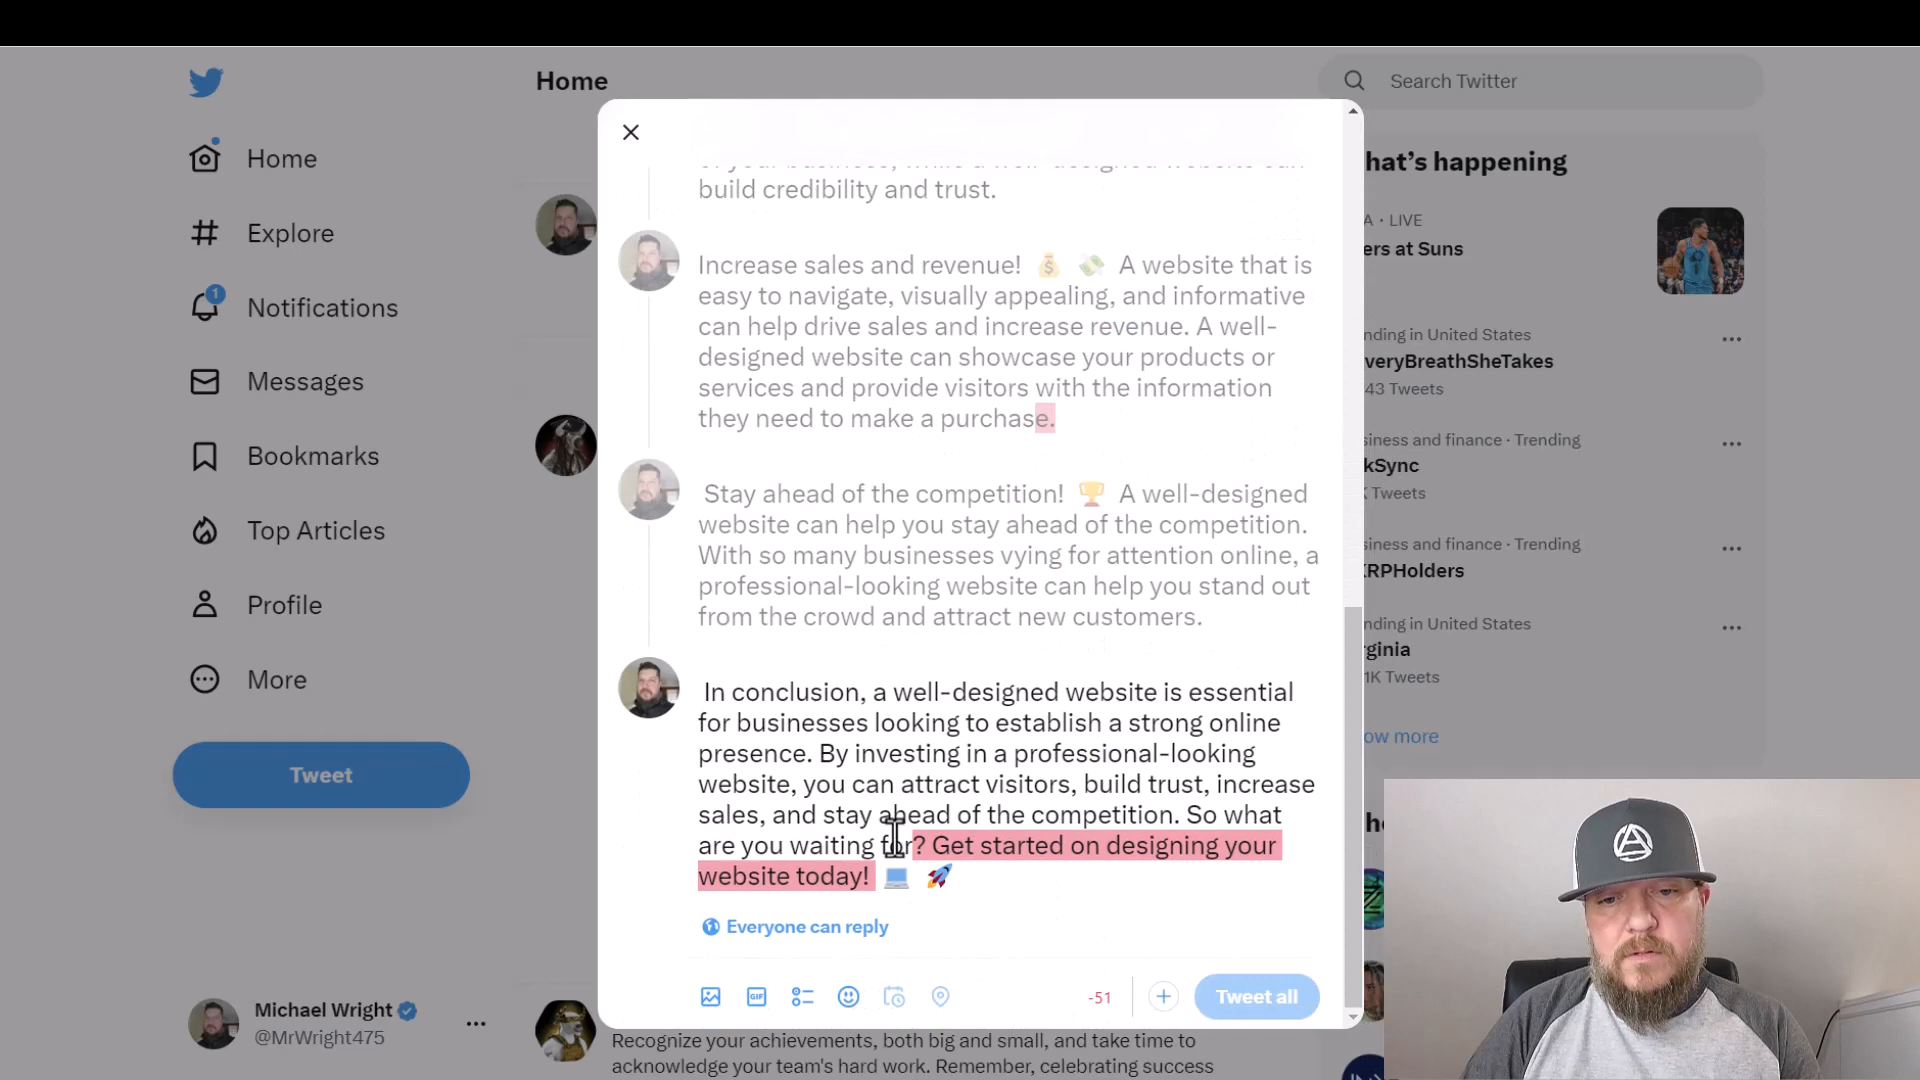 Home
Search Twitter
Home
Explore
Notifications
1
Messages
Bookmarks
Top Articles
Profile
More
Tweet
Michael Wright
@MrWright475
build credibility and trust.
Increase sales and revenue! 💰 💸 A website that is
easy to navigate, visually appealing, and informative
can help drive sales and increase revenue. A well-
designed website can showcase your products or
services and provide visitors with the information
they need to make a purchase.
Stay ahead of the competition! 🏆 A well-designed
website can help you stay ahead of the competition.
With so many businesses vying for attention online, a
professional-looking website can help you stand out
from the crowd and attract new customers.
In conclusion, a well-designed website is essential
for businesses looking to establish a strong online
presence. By investing in a professional-looking
website, you can attract visitors, build trust, increase
sales, and stay ahead of the competition. So what
are you waiting for? Get started on designing your
website today! 💻 🚀
Everyone can reply
GIF
-51
Tweet all
Recognize your achievements, both big and small, and take time to
acknowledge your team's hard work. Remember, celebrating success
hat's happening
A · LIVE
ers at Suns
nding in United States
veryBreathSheTakes
43 Tweets
siness and finance · Trending
kSync
K Tweets
siness and finance · Trending
RPHolders
nding in United States
rginia
1K Tweets
ow more